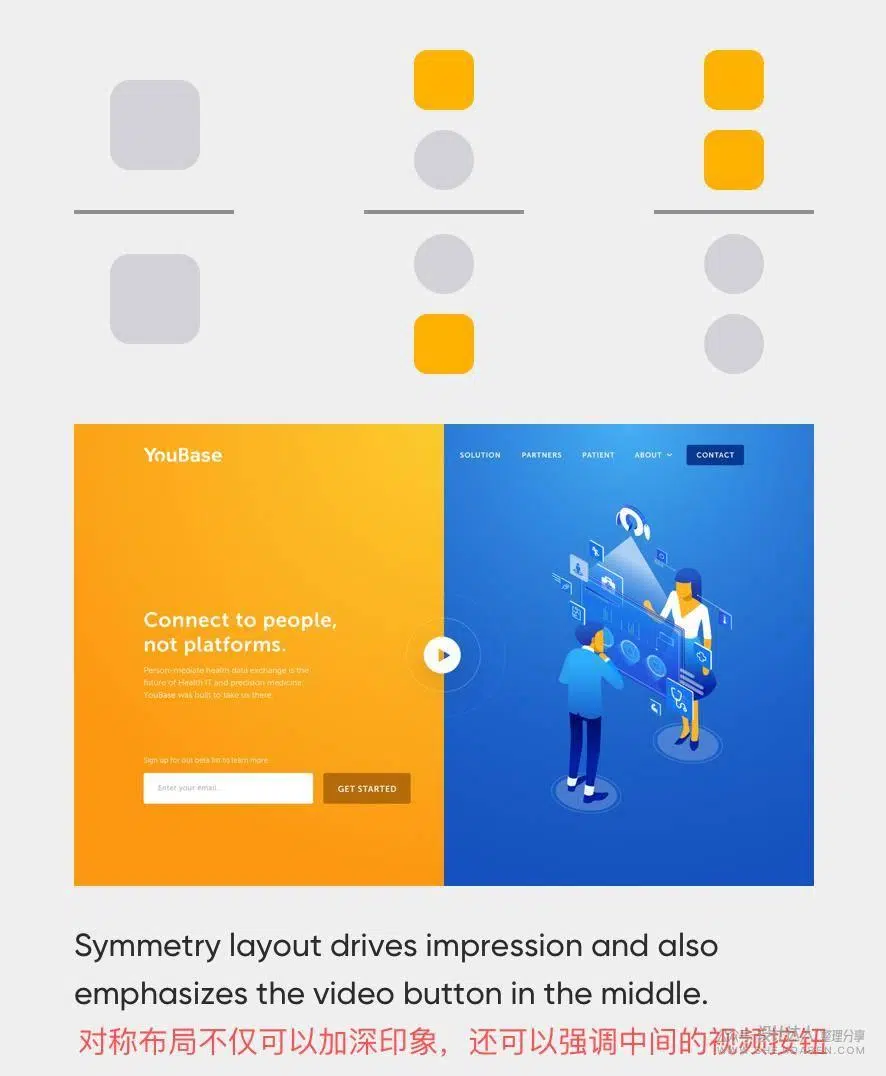 YouBase
SOLUTION PARTNERS PATIENT ABOUT CONTACT
Connect to people,
not platforms.
Person-mediate health data exchange is the
future of Health IT and precision medicine.
YouBase was built to take us there.
Sign up for out beta list to learn more.
Enter your email...
GET STARTED
Symmetry layout drives impression and also
emphasizes the video button in the middle.
对称布局不仅可以加深印象，还可以强调中间的视频按钮
整理分享